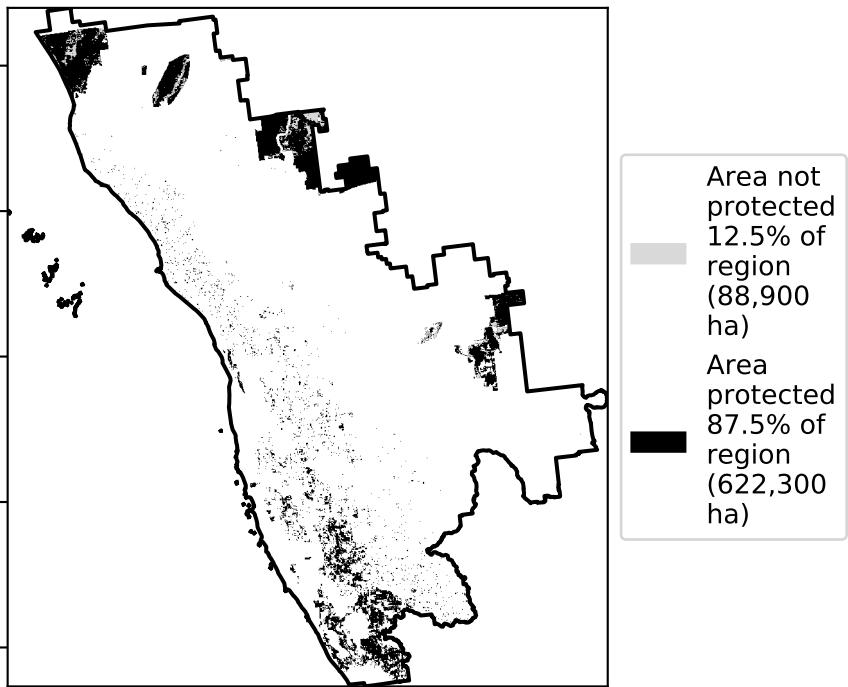 Area not
protected
12.5% of
region
(88,900
ha)
Area
protected
87.5% of
region
(622,300
ha)